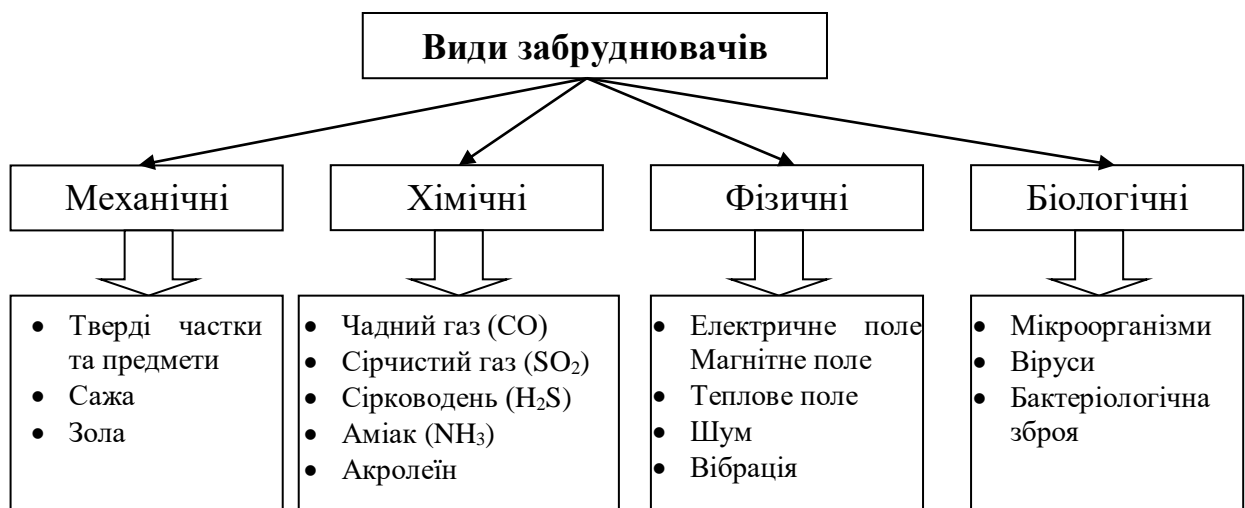 Види забруднювачів
Механічні
Хімічні
Фізичні
Біологічні
• Тверді частки
та предмети
• Сажа
• Зола
• Чадний газ (CO)
• Сірчистий газ (SO₂)
• Сірководень (H₂S)
• Аміак (NH₃)
• Акролеїн
• Електричне поле
Магнітне поле
• Теплове поле
• Шум
• Вібрація
• Мікроорганізми
• Віруси
• Бактеріологічна
зброя